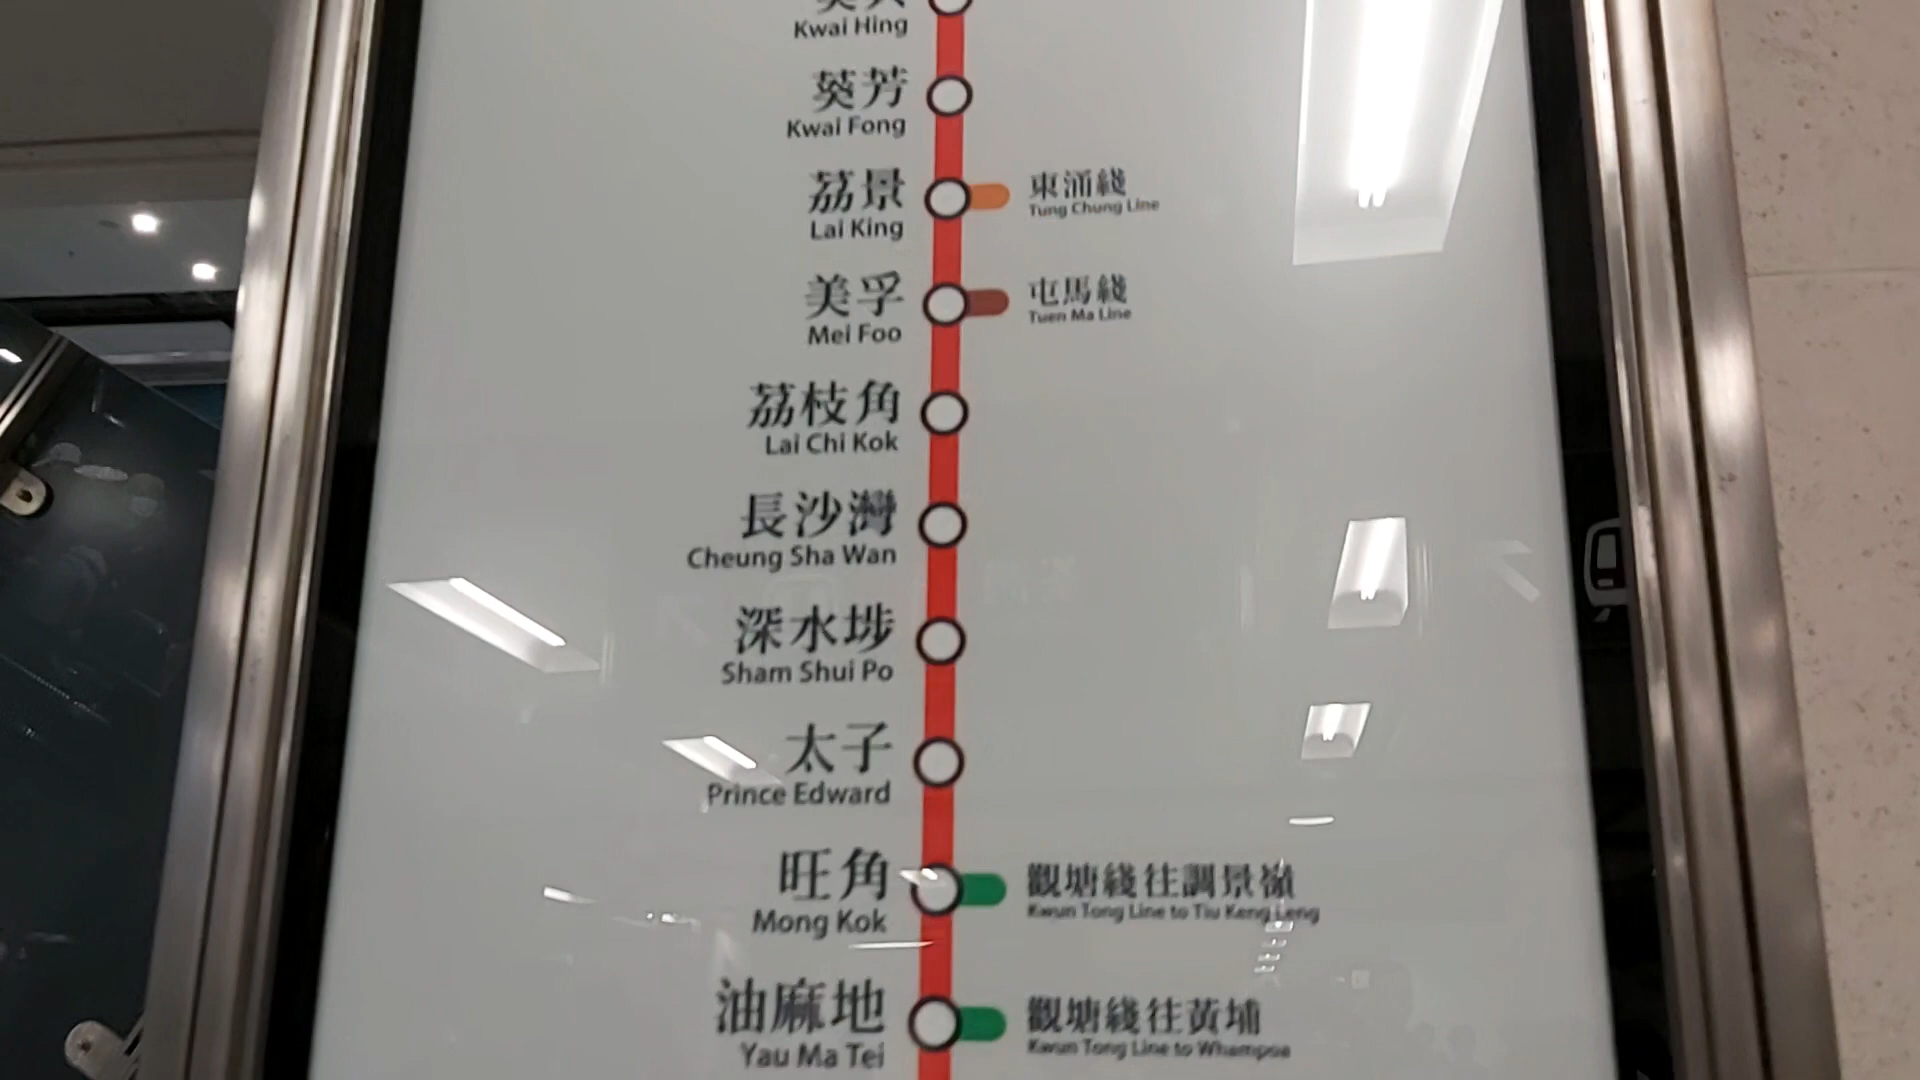 Kwai Hing
葵芳
Kwai Fong
荔景
Lai King
東涌綫
Tung Chung Line
美孚
Mei Foo
屯馬綫
Tuen Ma Line
荔枝角
Lai Chi Kok
長沙灣
Cheung Sha Wan
深水埗
Sham Shui Po
太子
Prince Edward
旺角
Mong Kok
觀塘綫往調景嶺
Kwun Tong Line to Tiu Keng Leng
油麻地
Yau Ma Tei
觀塘綫往黃埔
Kwun Tong Line to Whampoa